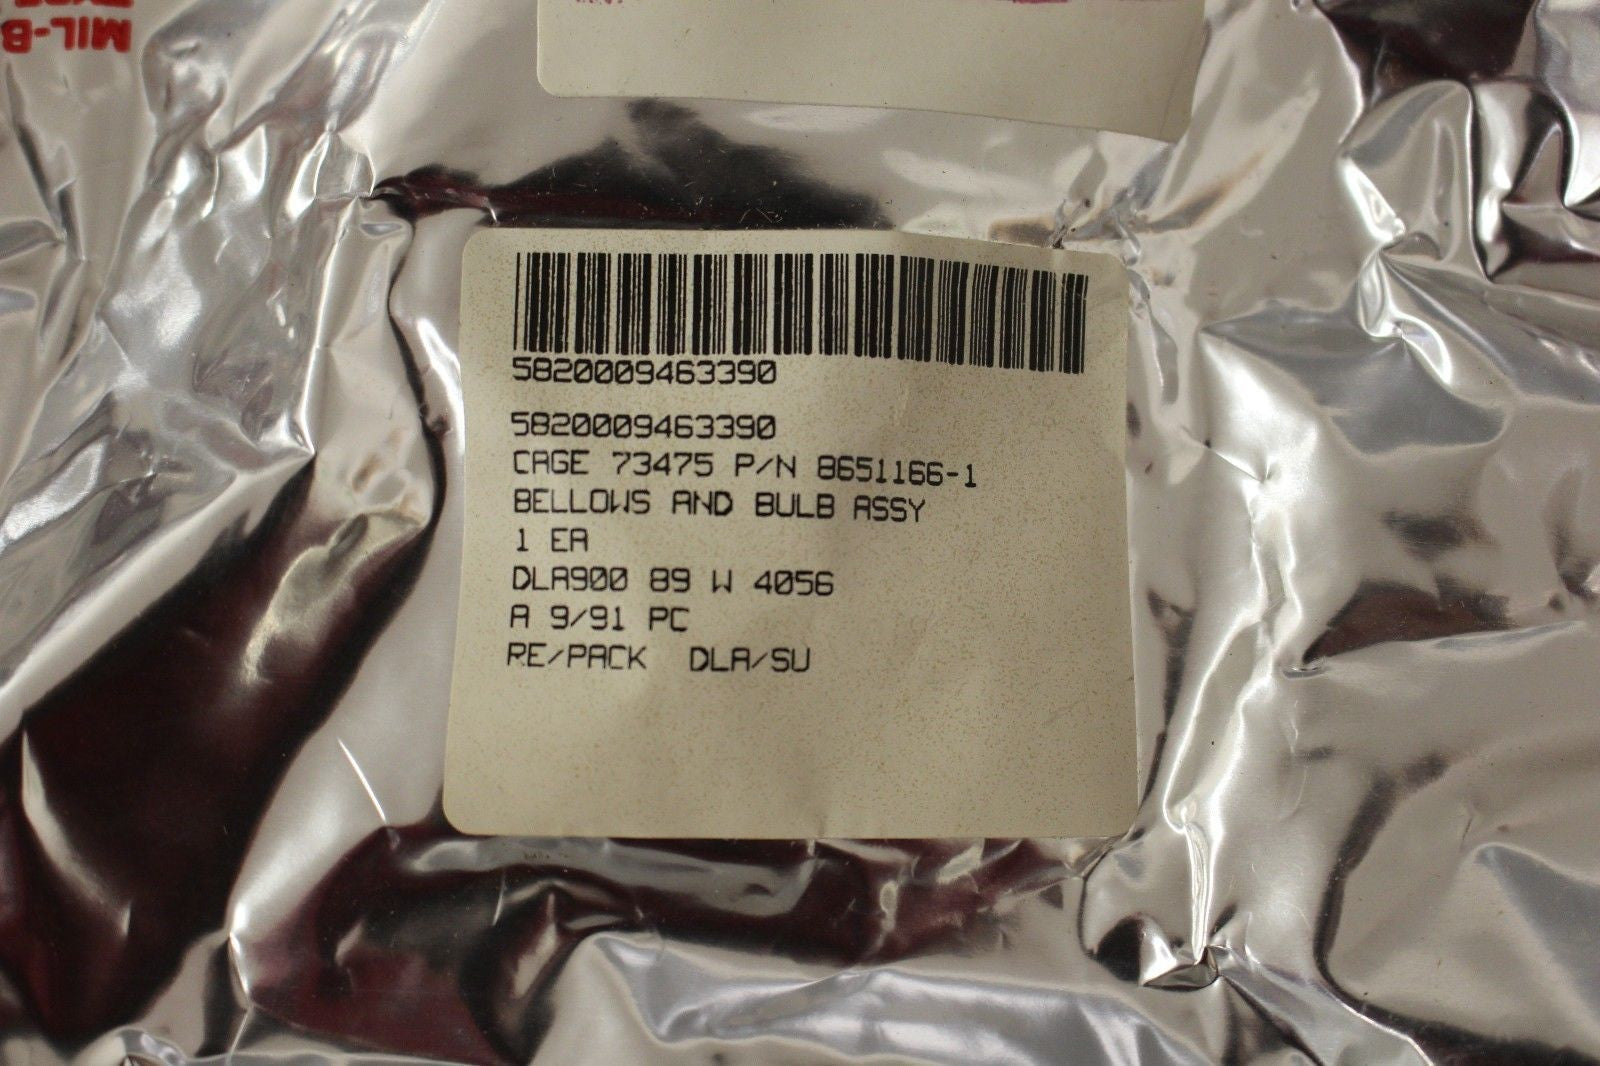 MIL-B
5820009463390
5820009463390
CAGE 73475 P/N 8651166-1
BELLOWS AND BULB ASSY
1 EA
DLA900 89 W 4056
A 9/91 PC
RE/PACK DLA/SU